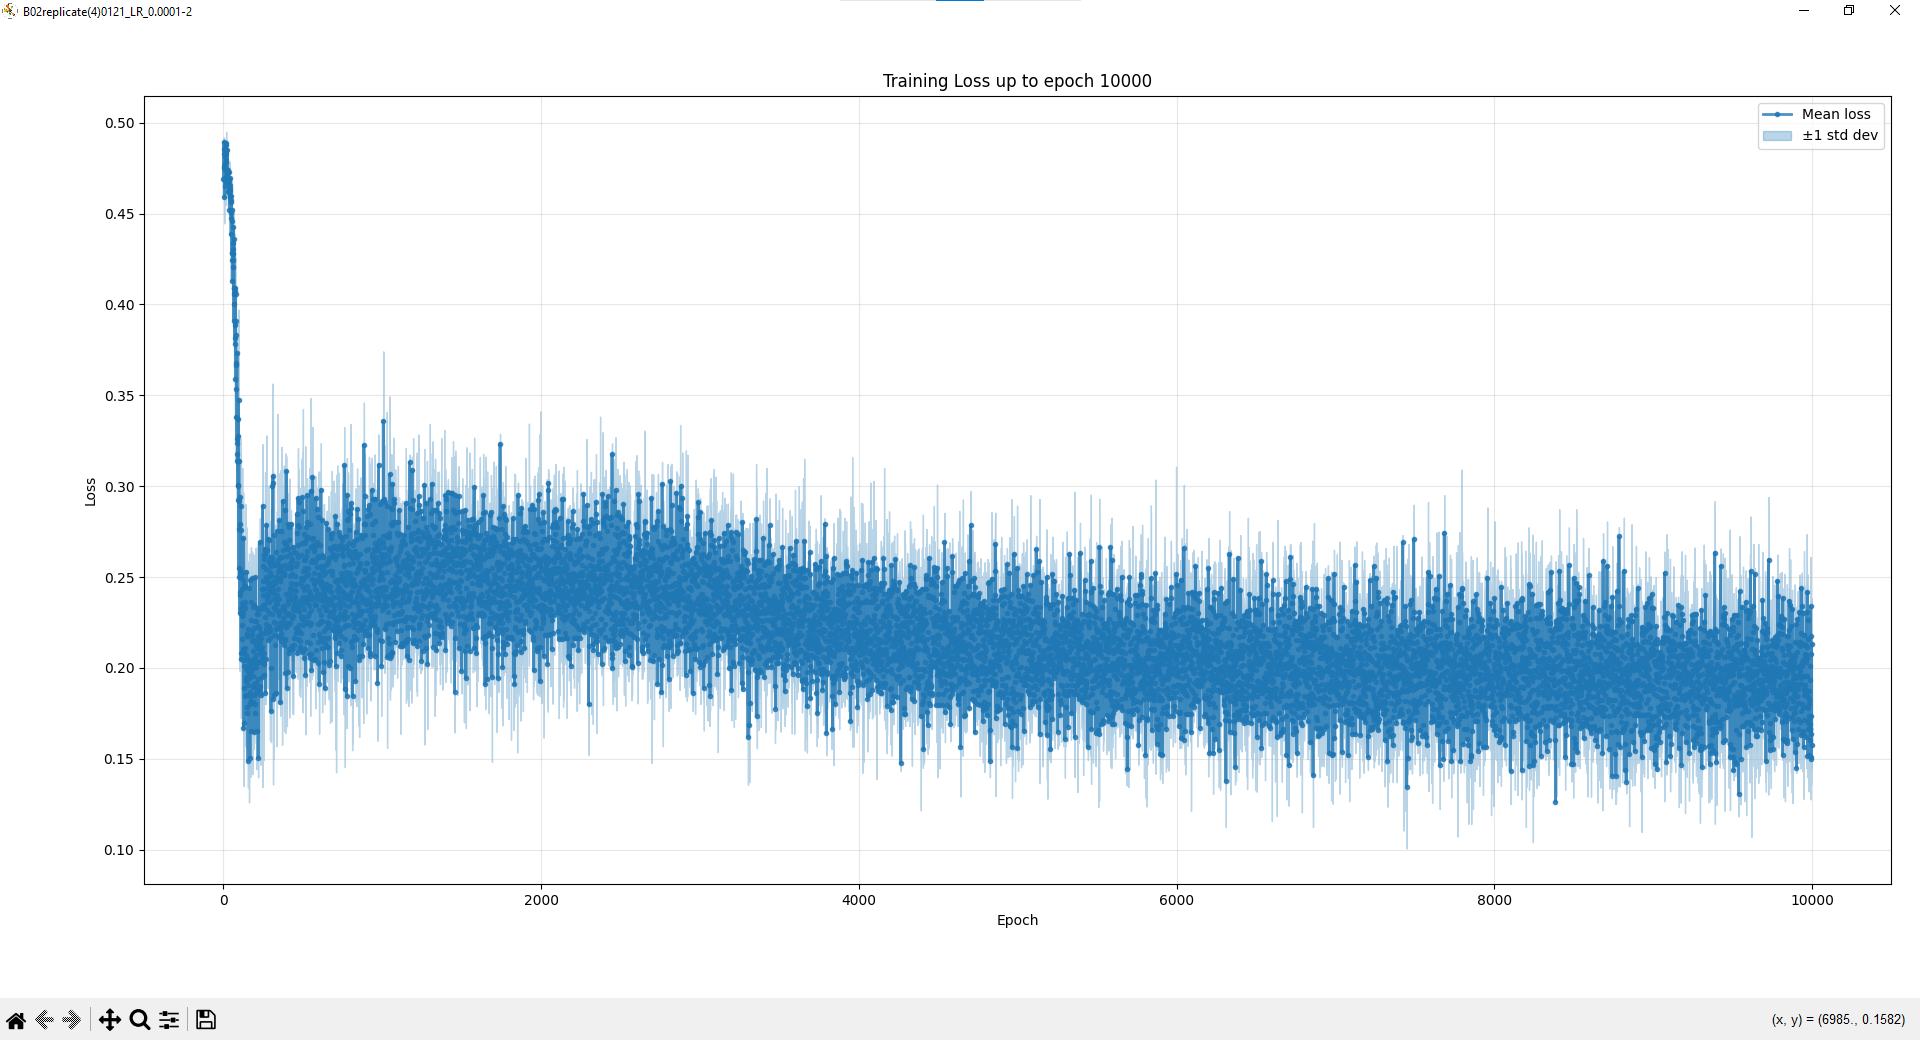 B02replicate(4)0121_LR_0.0001-2
Training Loss up to epoch 10000
Mean loss
±1 std dev
0.50
0.45
0.40
0.35
0.30
0.25
0.20
0.15
0.10
Loss
0 2000 4000 6000 8000 10000
Epoch
(x, y) = (6985., 0.1582)